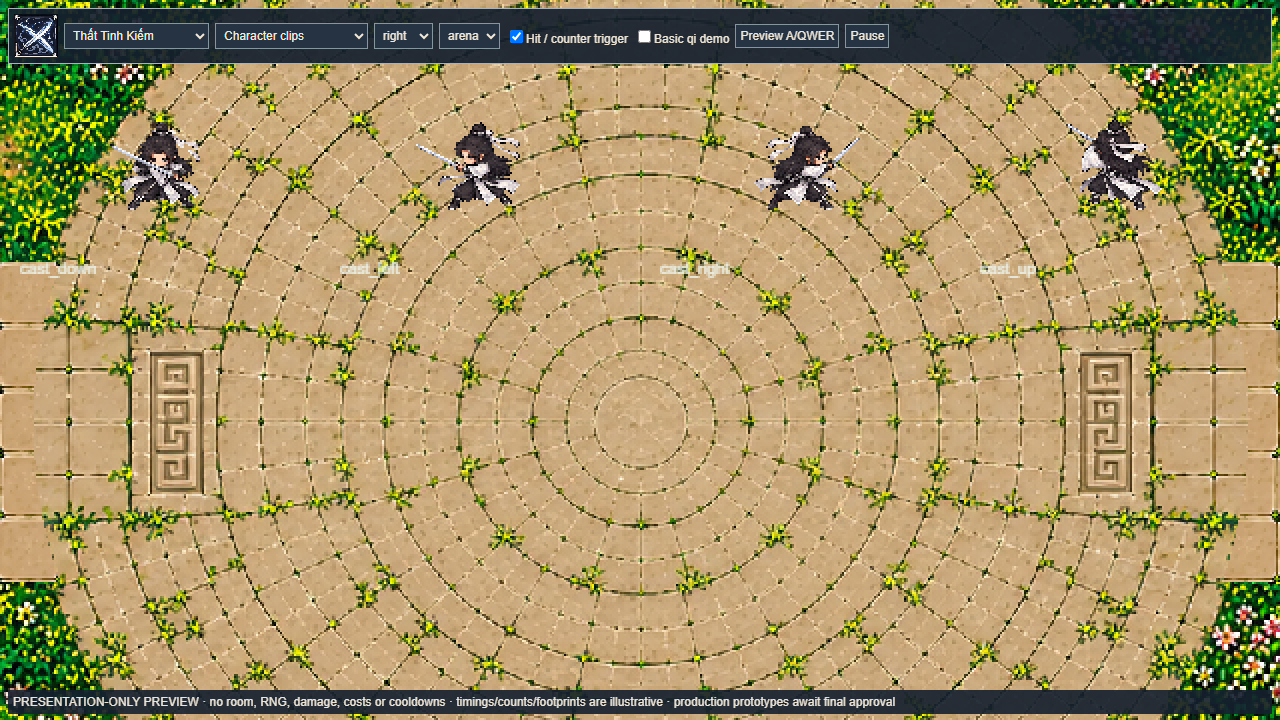 Thất Tinh Kiếm Character clips right arena Hit / counter trigger Basic qi demo Preview A/QWER Pause
cast_down cast_left cast_right cast_up
PRESENTATION-ONLY PREVIEW · no room, RNG, damage, costs or cooldowns · timings/counts/footprints are illustrative · production prototypes await final approval